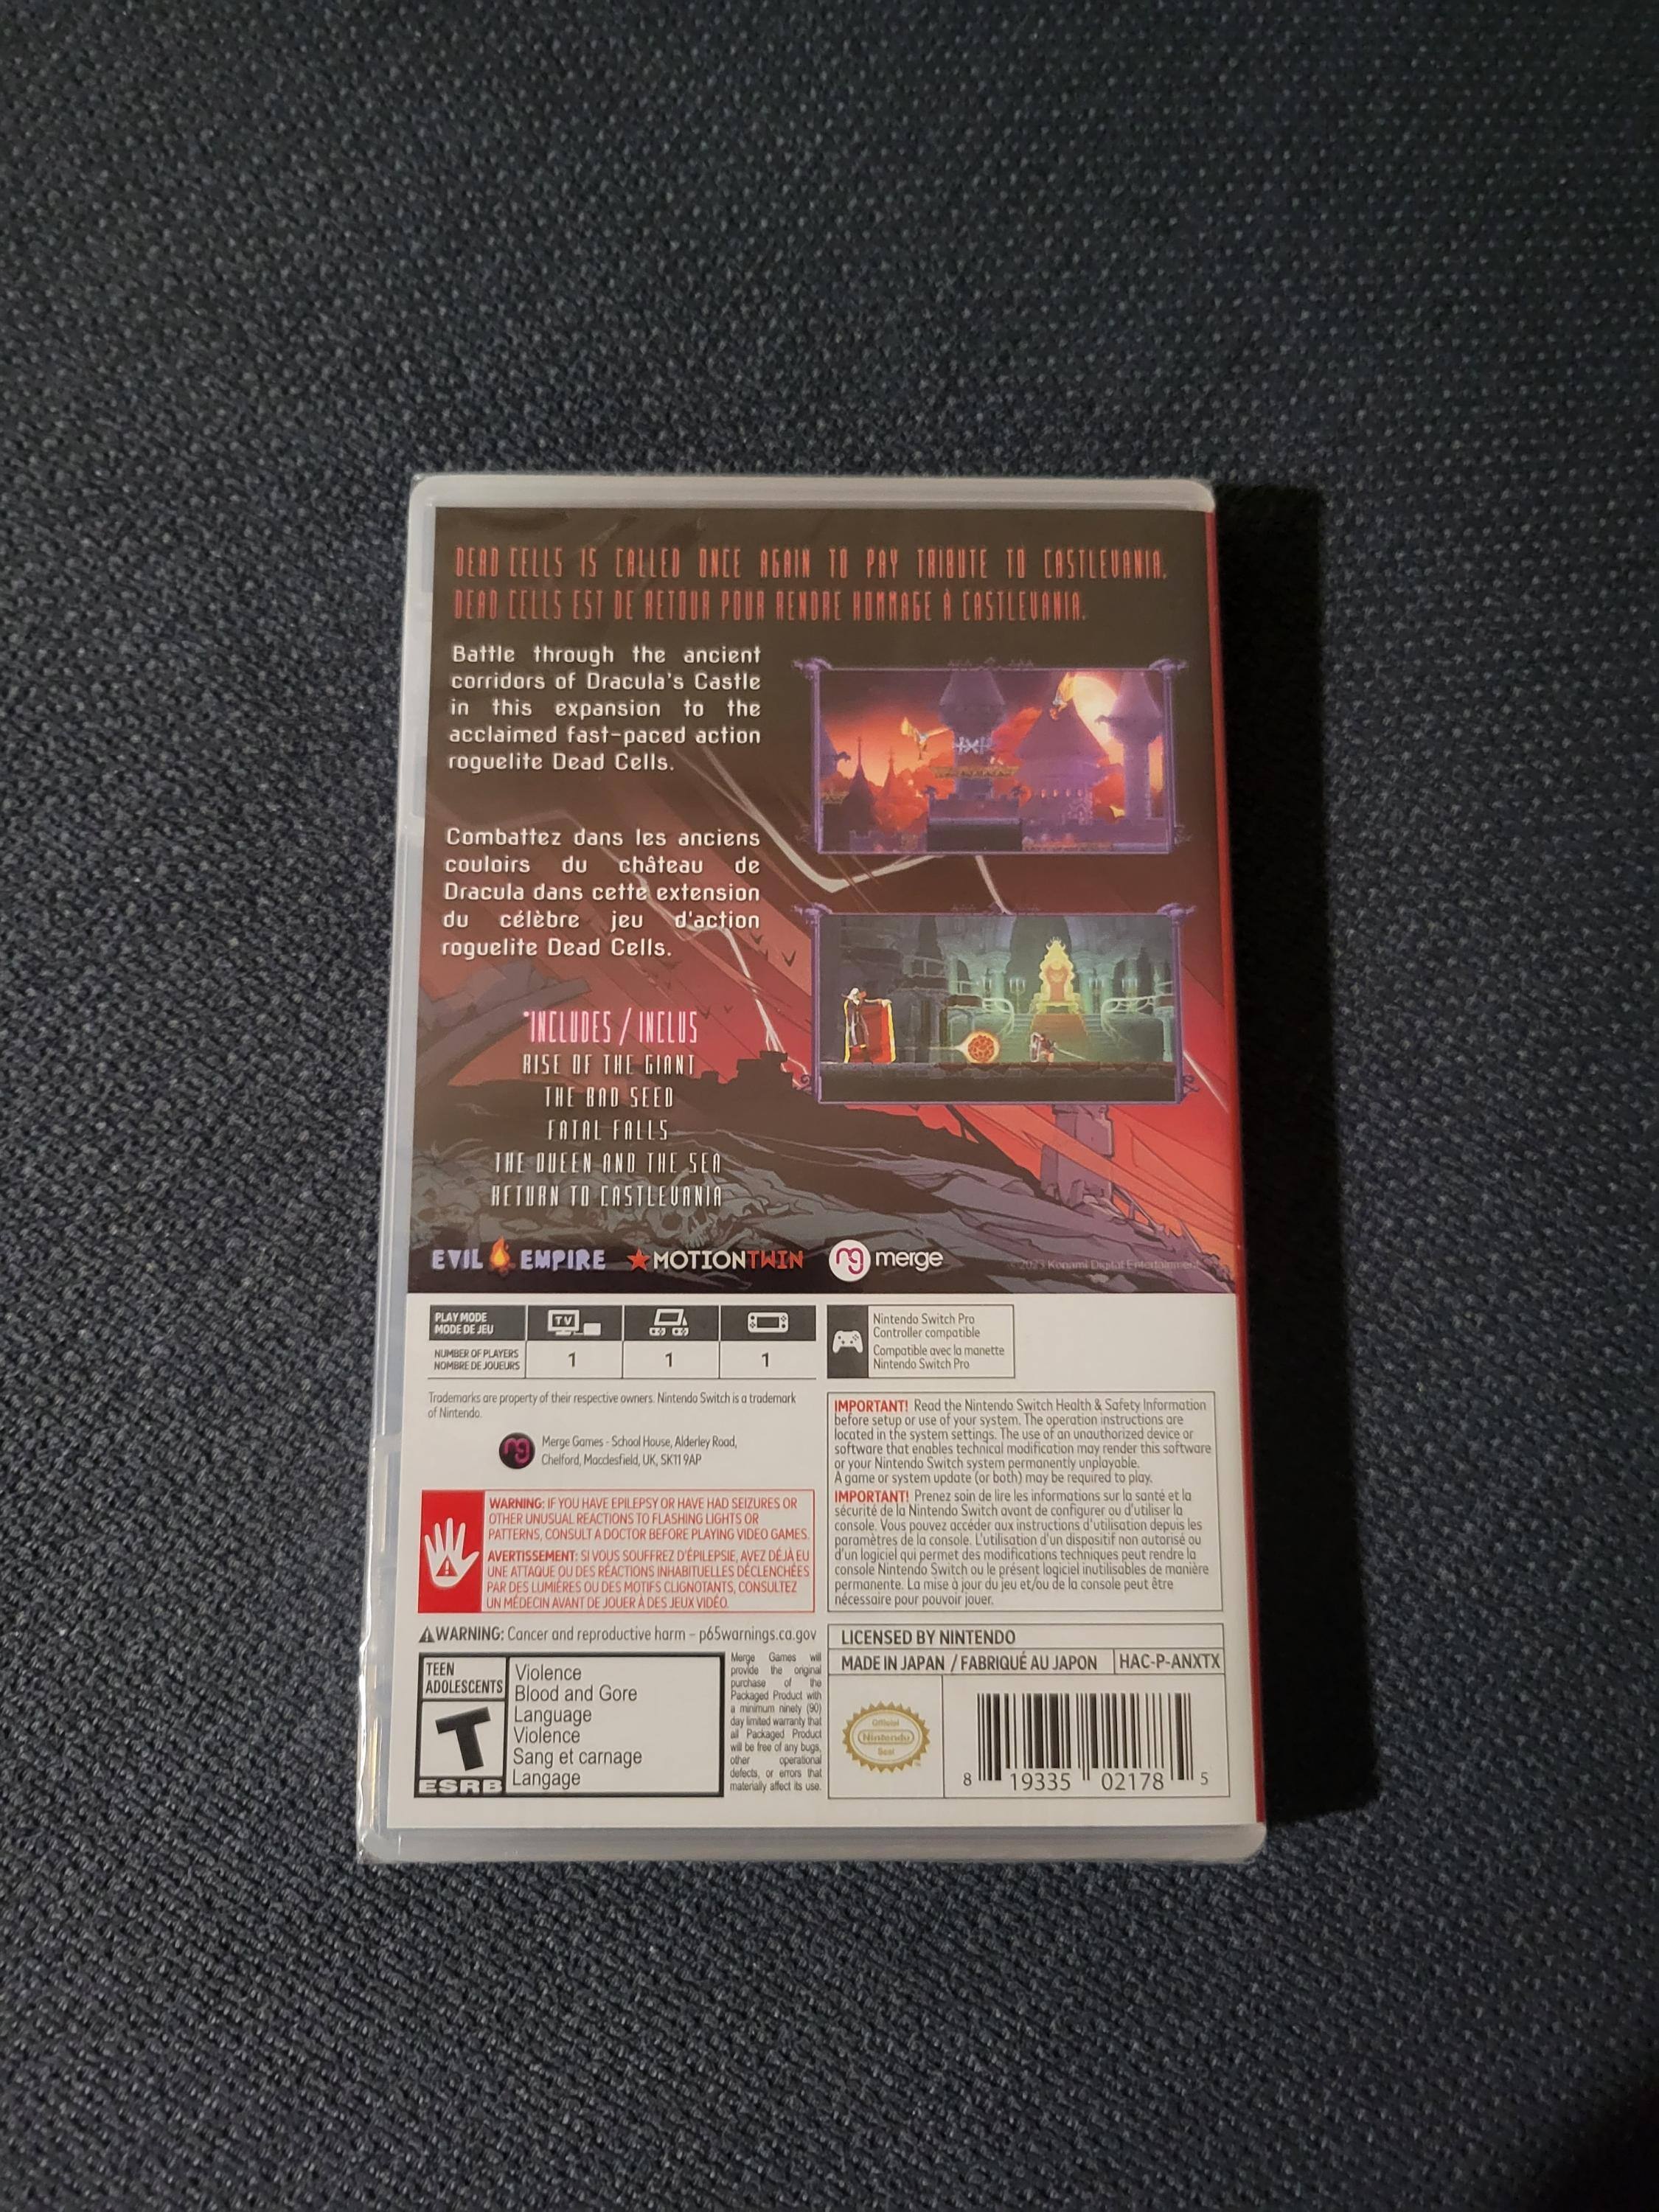 DEAD CELLS IS CALLED ONCE AGAIN TO PAY TRIBUTE TO CASTLEVANIA.
DEAD CELLS EST DE RETOUR POUR RENDRE HOMMAGE À CASTLEVANIA.
Battle through the ancient
corridors of Dracula's Castle
in this expansion to the
acclaimed fast-paced action
roguelite Dead Cells.
Combattez dans les anciens
couloirs du château de
Dracula dans cette extension
du célèbre jeu d'action
roguelite Dead Cells.
*INCLUDES / INCLUS
RISE OF THE GIANT
THE BAD SEED
FATAL FALLS
THE QUEEN AND THE SEA
RETURN TO CASTLEVANIA
EVIL EMPIRE MOTIONTWIN mg merge
©2023 Konami Digital Entertainment
PLAY MODE
MODE DE JEU
TV
NUMBER OF PLAYERS
NOMBRE DE JOUEURS
1 1 1
Nintendo Switch Pro
Controller compatible
Compatible avec la manette
Nintendo Switch Pro
Trademarks are property of their respective owners. Nintendo Switch is a trademark
of Nintendo.
mg
Merge Games - School House, Alderley Road,
Chelford, Macclesfield, UK, SK11 9AP
WARNING: IF YOU HAVE EPILEPSY OR HAVE HAD SEIZURES OR
OTHER UNUSUAL REACTIONS TO FLASHING LIGHTS OR
PATTERNS, CONSULT A DOCTOR BEFORE PLAYING VIDEO GAMES.
AVERTISSEMENT: SI VOUS SOUFFREZ D'ÉPILEPSIE, AVEZ DÉJÀ EU
UNE ATTAQUE OU DES RÉACTIONS INHABITUELLES DÉCLENCHÉES
PAR DES LUMIÈRES OU DES MOTIFS CLIGNOTANTS, CONSULTEZ
UN MÉDECIN AVANT DE JOUER À DES JEUX VIDÉO.
IMPORTANT! Read the Nintendo Switch Health & Safety Information
before setup or use of your system. The operation instructions are
located in the system settings. The use of an unauthorized device or
software that enables technical modification may render this software
or your Nintendo Switch system permanently unplayable.
A game or system update (or both) may be required to play.
IMPORTANT! Prenez soin de lire les informations sur la santé et la
sécurité de la Nintendo Switch avant de configurer ou d'utiliser la
console. Vous pouvez accéder aux instructions d'utilisation depuis les
paramètres de la console. L'utilisation d'un dispositif non autorisé ou
d'un logiciel qui permet des modifications techniques peut rendre la
console Nintendo Switch ou le présent logiciel inutilisables de manière
permanente. La mise à jour du jeu et/ou de la console peut être
nécessaire pour pouvoir jouer.
WARNING: Cancer and reproductive harm – p65warnings.ca.gov
TEEN
ADOLESCENTS
T
ESRB
Violence
Blood and Gore
Language
Violence
Sang et carnage
Langage
Merge Games will
provide the original
purchase of the
Packaged Product with
a minimum ninety (90)
day limited warranty that
all Packaged Product
will be free of any bugs,
other operational
defects, or errors that
materially affect its use.
LICENSED BY NINTENDO
MADE IN JAPAN / FABRIQUÉ AU JAPON HAC-P-ANXTX
Official
Nintendo
Seal
8 19335 02178 5